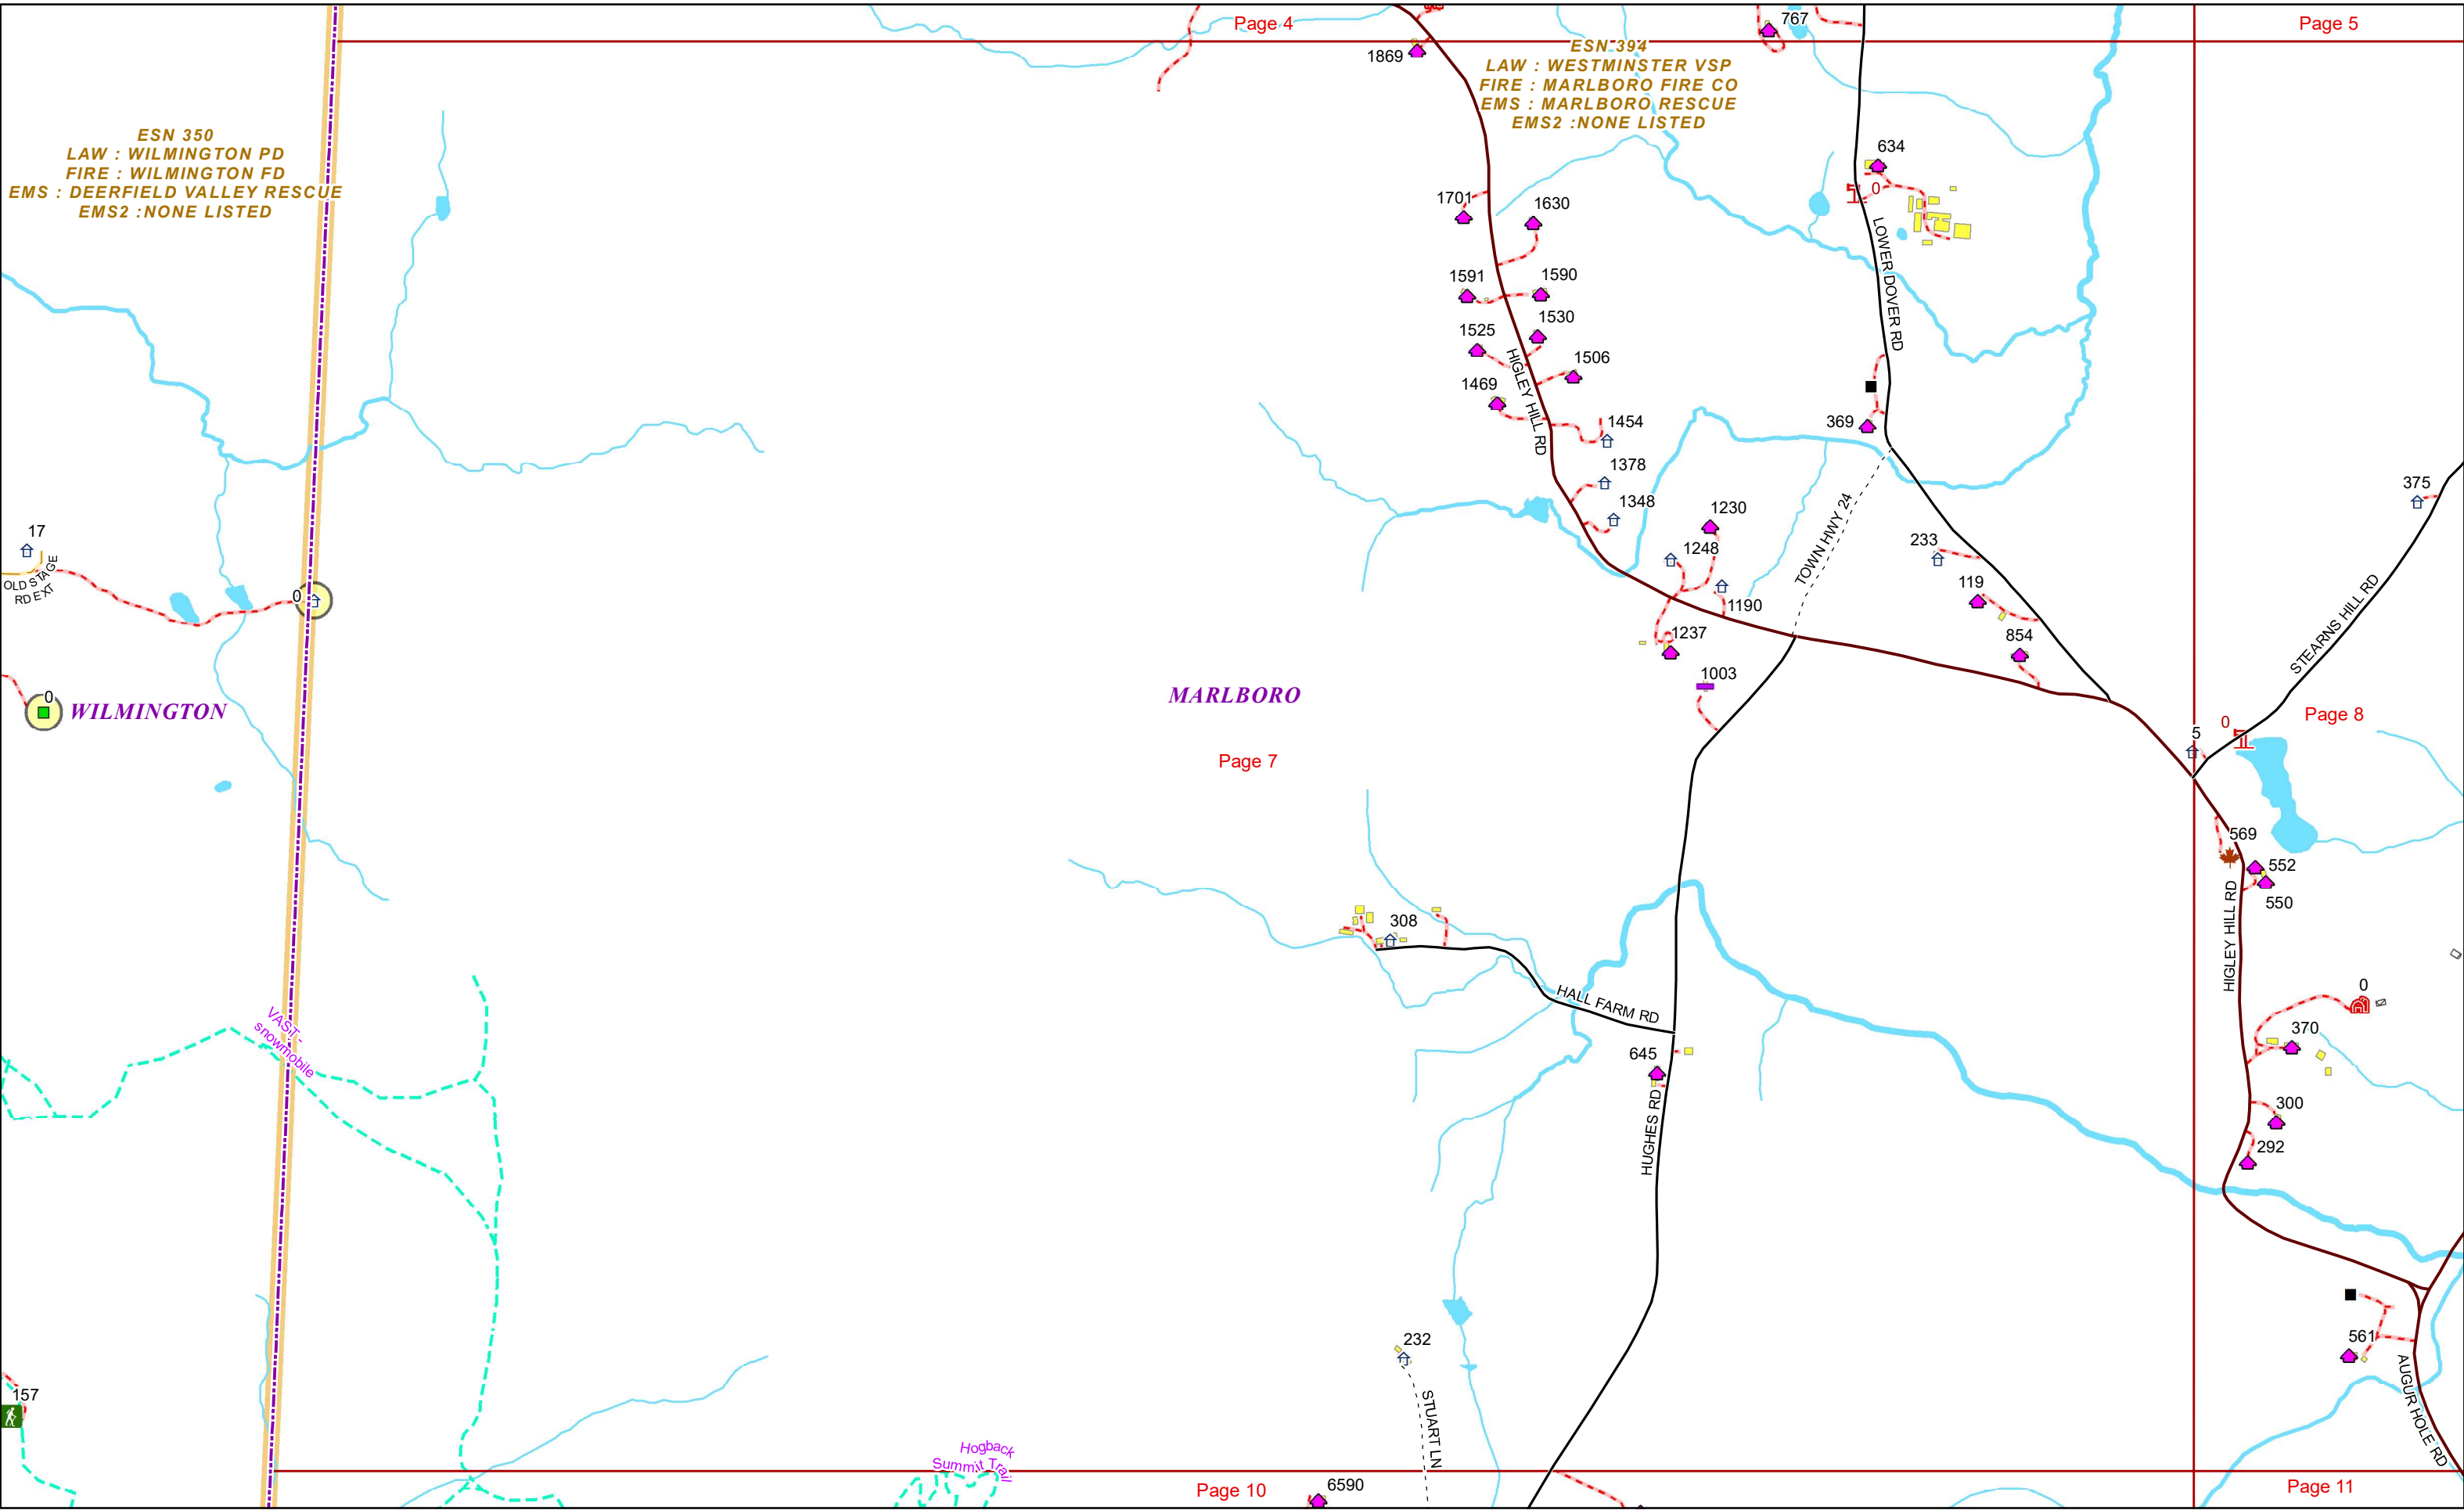 Page 4
767
Page 5
1869
ESN 394
LAW : WESTMINSTER VSP
FIRE : MARLBORO FIRE CO
EMS : MARLBORO RESCUE
EMS2 :NONE LISTED
ESN 350
LAW : WILMINGTON PD
FIRE : WILMINGTON FD
EMS : DEERFIELD VALLEY RESCUE
EMS2 :NONE LISTED
634
0
1701
1630
LOWER DOVER RD
1591
1590
1525
1530
1506
HIGLEY HILL RD
1469
1454
369
1378
1348
375
1230
TOWN HWY 24
17
1248
233
OLD STAGE
RD EXT
0
1190
119
STEARNS HILL RD
1237
854
1003
0
WILMINGTON
MARLBORO
Page 8
0
5
Page 7
569
552
550
HIGLEY HILL RD
308
HALL FARM RD
0
VAST-
snowmobile
370
645
HUGHES RD
300
292
232
561
STUART LN
AUGUR HOLE RD
157
Hogback
Summit Trail
Page 10
6590
Page 11